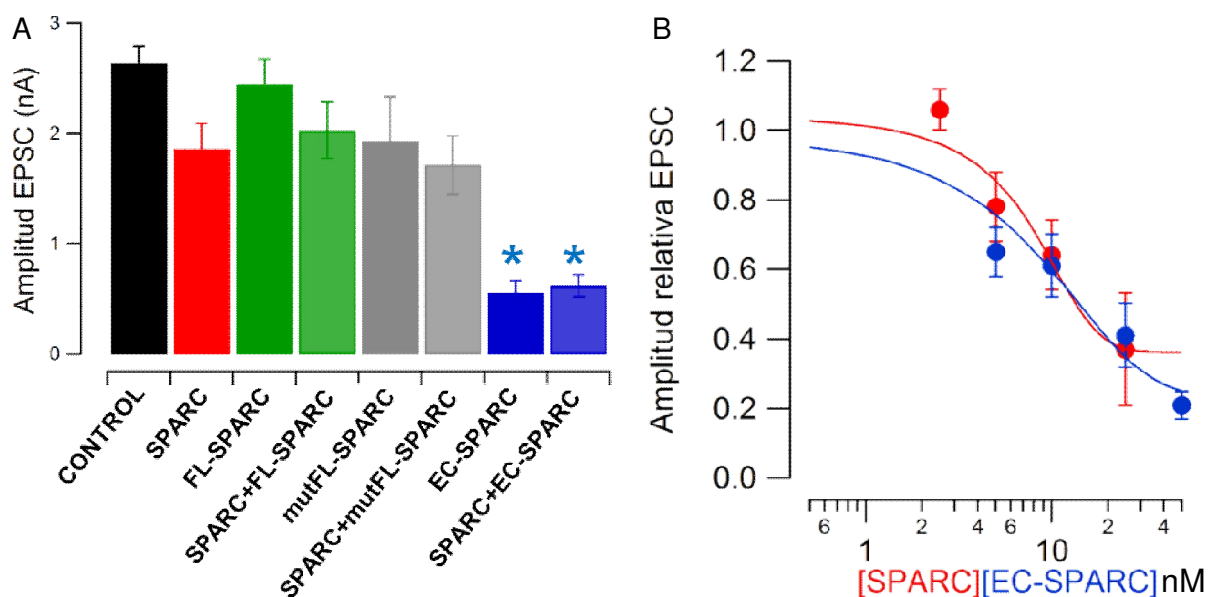 A
Amplitud EPSC (nA)
3
2
1
0
CONTROL
SPARC
FL-SPARC
SPARC+FL-SPARC
mutFL-SPARC
SPARC+mutFL-SPARC
EC-SPARC
SPARC+EC-SPARC
* *
B
Amplitud relativa EPSC
1.2
1.0
0.8
0.6
0.4
0.2
0.0
6 8 1 2 4 6 8 10 2 4
[SPARC][EC-SPARC]nM